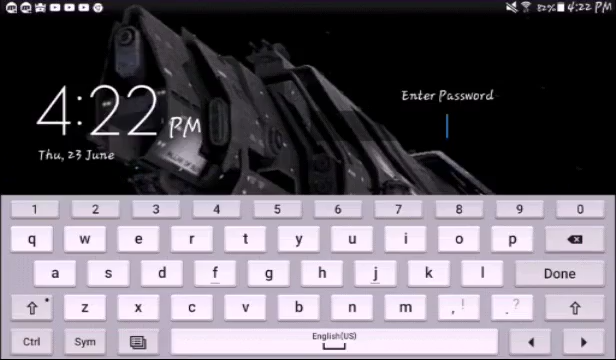 82% 4:22 PM
4:22 PM
Thu, 23 June
Enter Password
1 2 3 4 5 6 7 8 9 0
q w e r t y u i o p
a s d f g h j k l Done
z x c v b n m , ! . ?
Ctrl Sym English(US)